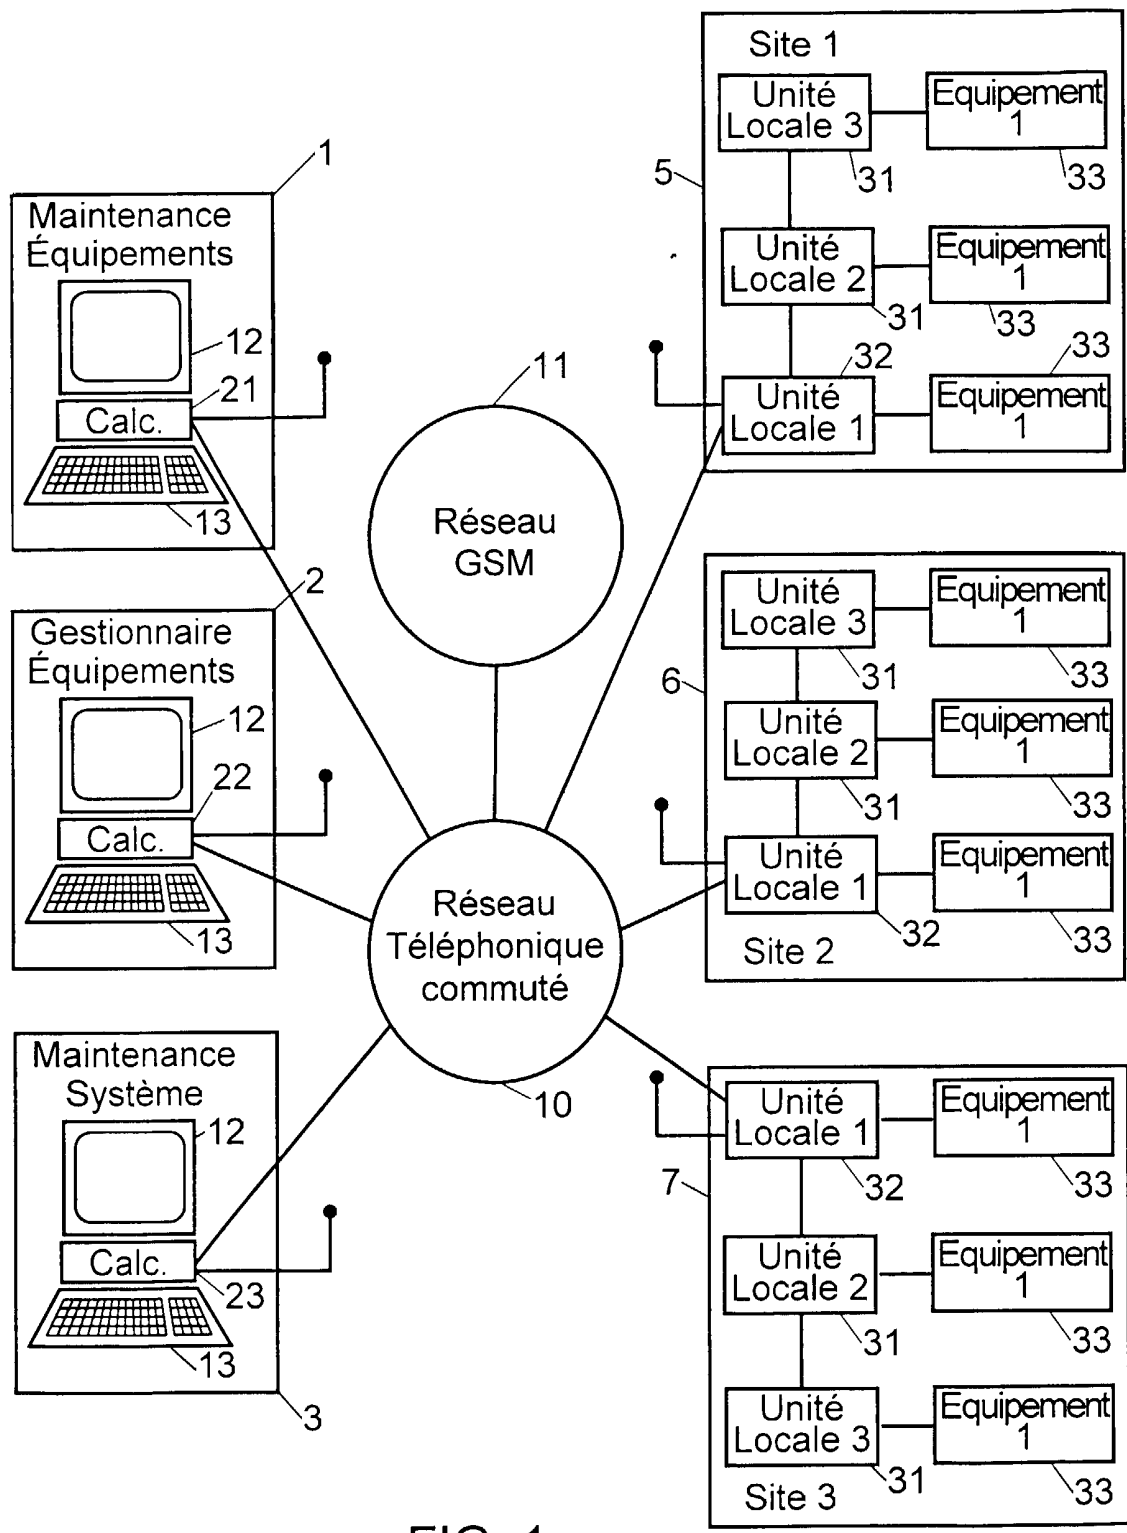 1
Maintenance
Équipements
12
21
Calc.
13
2
Gestionnaire
Équipements
12
22
Calc.
13
Maintenance
Système
12
Calc.
23
13
3
11
Réseau
GSM
Réseau
Téléphonique
commuté
10
5
Site 1
Unité
Locale 3
Equipement
1
31
33
Unité
Locale 2
Equipement
1
31
33
32
33
Unité
Locale 1
Equipement
1
6
Unité
Locale 3
Equipement
1
31
33
Unité
Locale 2
Equipement
1
31
33
Unité
Locale 1
Equipement
1
32
33
Site 2
7
Unité
Locale 1
Equipement
1
32
33
Unité
Locale 2
Equipement
1
31
33
Unité
Locale 3
Equipement
1
31
33
Site 3
FIG. 1